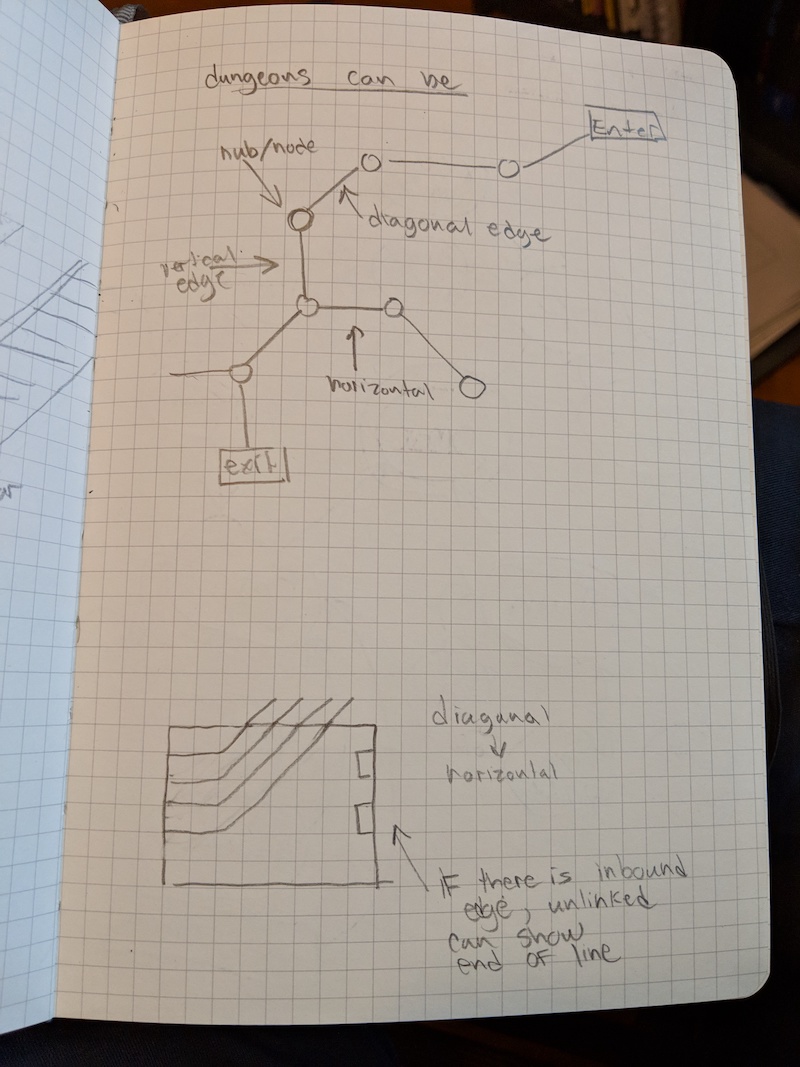 dungeons can be
Enter
hub/node
diagonal edge
vertical
edge
horizontal
exit
diaganal
horizontal
IF there is inbound
edge, unlinked
can show
end OF line